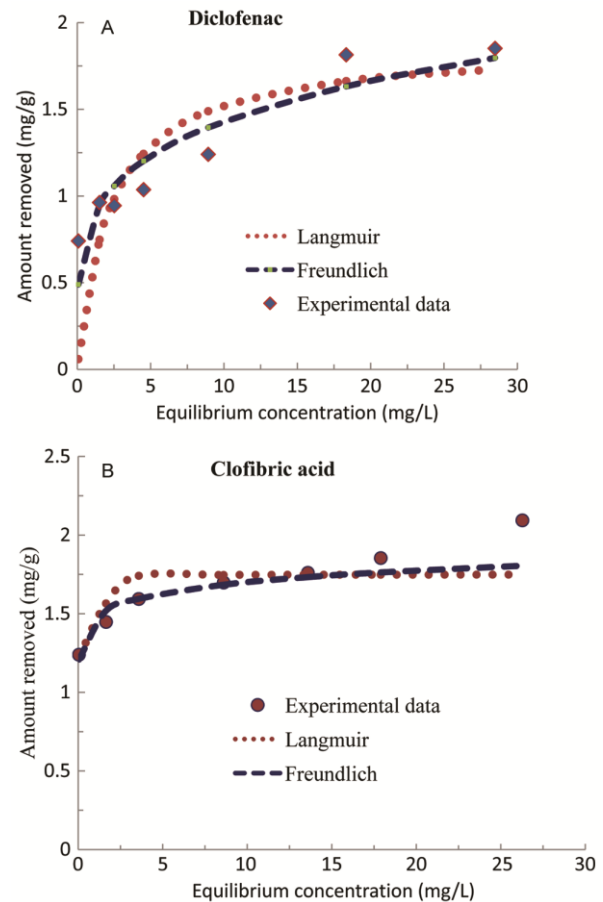 A
Diclofenac
Amount removed (mg/g)
2
1.5
1
0.5
0
Langmuir
Freundlich
Experimental data
0 5 10 15 20 25 30
Equilibrium concentration (mg/L)
B
Clofibric acid
Amount removed (mg/g)
2.5
2
1.5
1
0.5
0
Experimental data
Langmuir
Freundlich
0 5 10 15 20 25 30
Equilibrium concentration (mg/L)